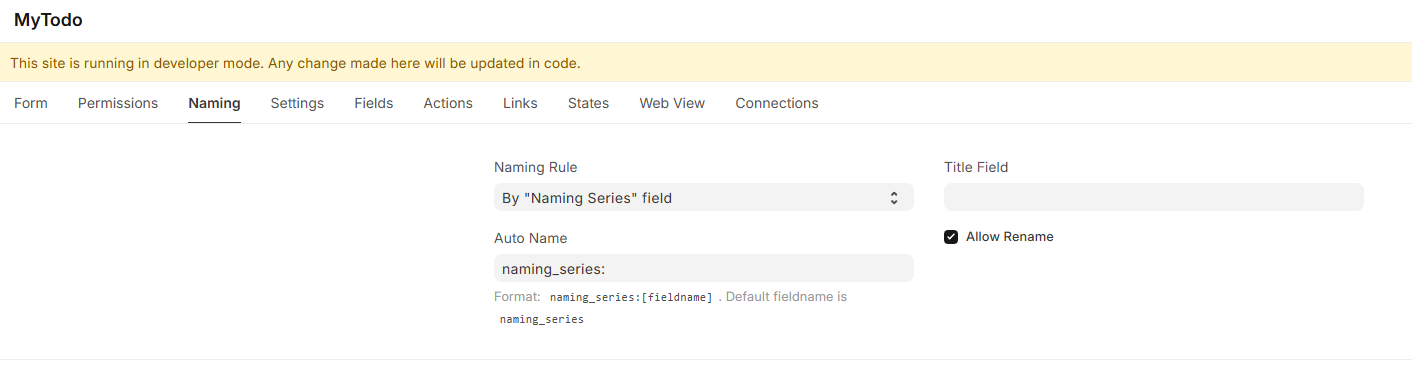 MyTodo
This site is running in developer mode. Any change made here will be updated in code.
Form Permissions Naming Settings Fields Actions Links States Web View Connections
Naming Rule
By "Naming Series" field
Auto Name
naming_series:
Format: naming_series:[fieldname] . Default fieldname is
naming_series
Title Field
Allow Rename